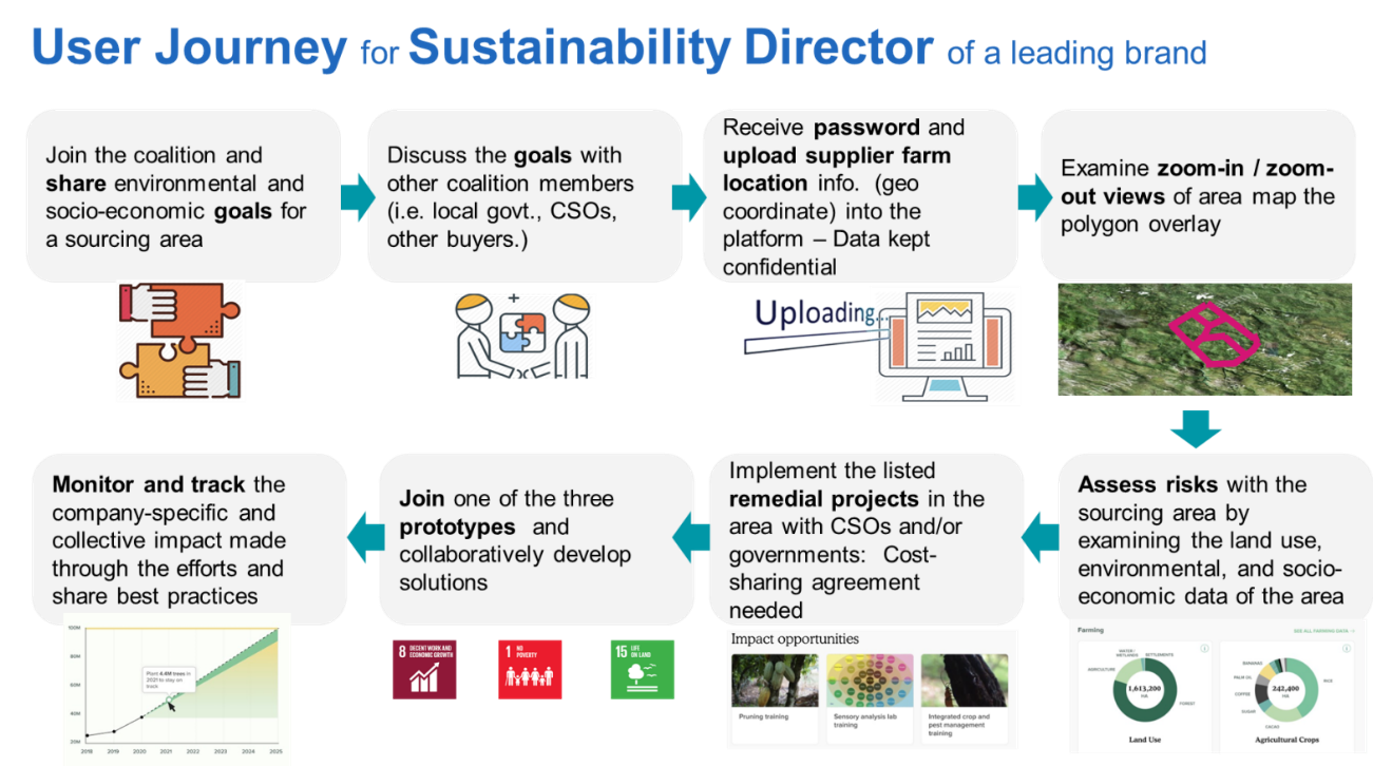 User Journey for Sustainability Director of a leading brand
Join the coalition and
share environmental and
socio-economic goals for
a sourcing area
Discuss the goals with
other coalition members
(i.e. local govt., CSOs,
other buyers.)
Receive password and
upload supplier farm
location info. (geo
coordinate) into the
platform – Data kept
confidential
Examine zoom-in / zoom-
out views of area map the
polygon overlay
Uploading...
Assess risks with the
sourcing area by
examining the land use,
environmental, and socio-
economic data of the area
Farming
SEE ALL FARMING DATA
WATER /
WETLANDS
SETTLEMENTS
AGRICULTURE
FOREST
1,613,200
HA
Land Use
BANANAS
PALM OIL
COFFEE
SUGAR
CACAO
RICE
242,400
HA
Agricultural Crops
Implement the listed
remedial projects in the
area with CSOs and/or
governments: Cost-
sharing agreement
needed
Impact opportunities
Pruning training
Sensory analysis lab
training
Integrated crop and
pest management
training
Join one of the three
prototypes and
collaboratively develop
solutions
8 DECENT WORK AND
ECONOMIC GROWTH
1 NO
POVERTY
15 LIFE
ON LAND
Monitor and track the
company-specific and
collective impact made
through the efforts and
share best practices
100M
80M
60M
40M
20M
Plant 4.4M trees in
2021 to stay on
track
2018 2019 2020 2021 2022 2023 2024 2025